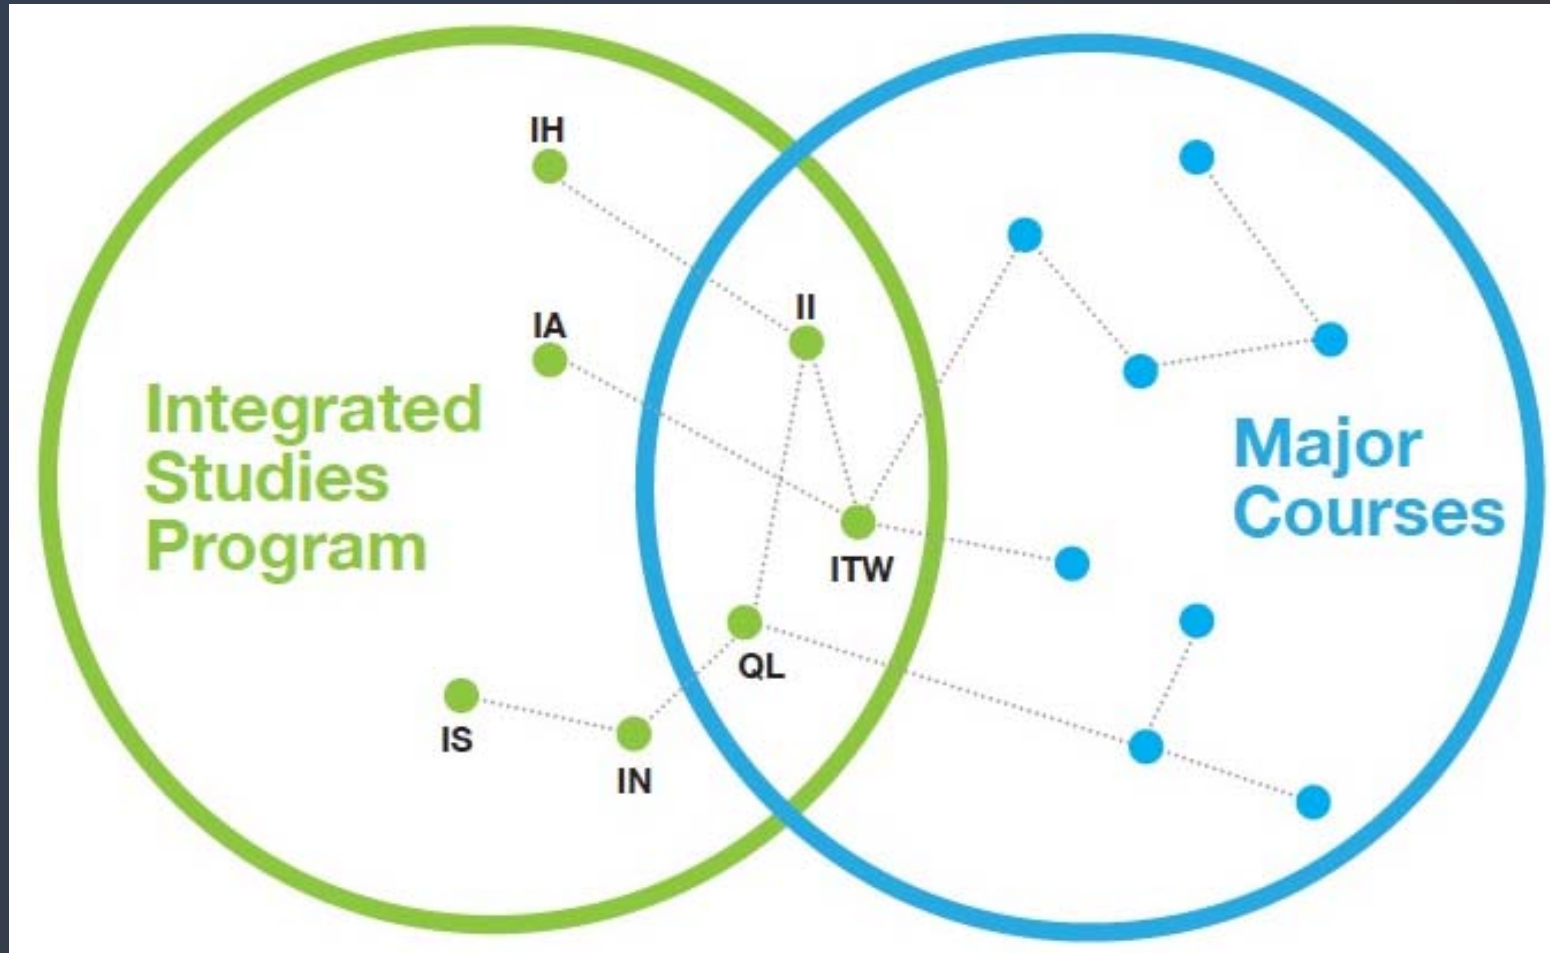 IH
II
IA
Integrated
Studies
Program
Major
Courses
ITW
QL
IS
IN